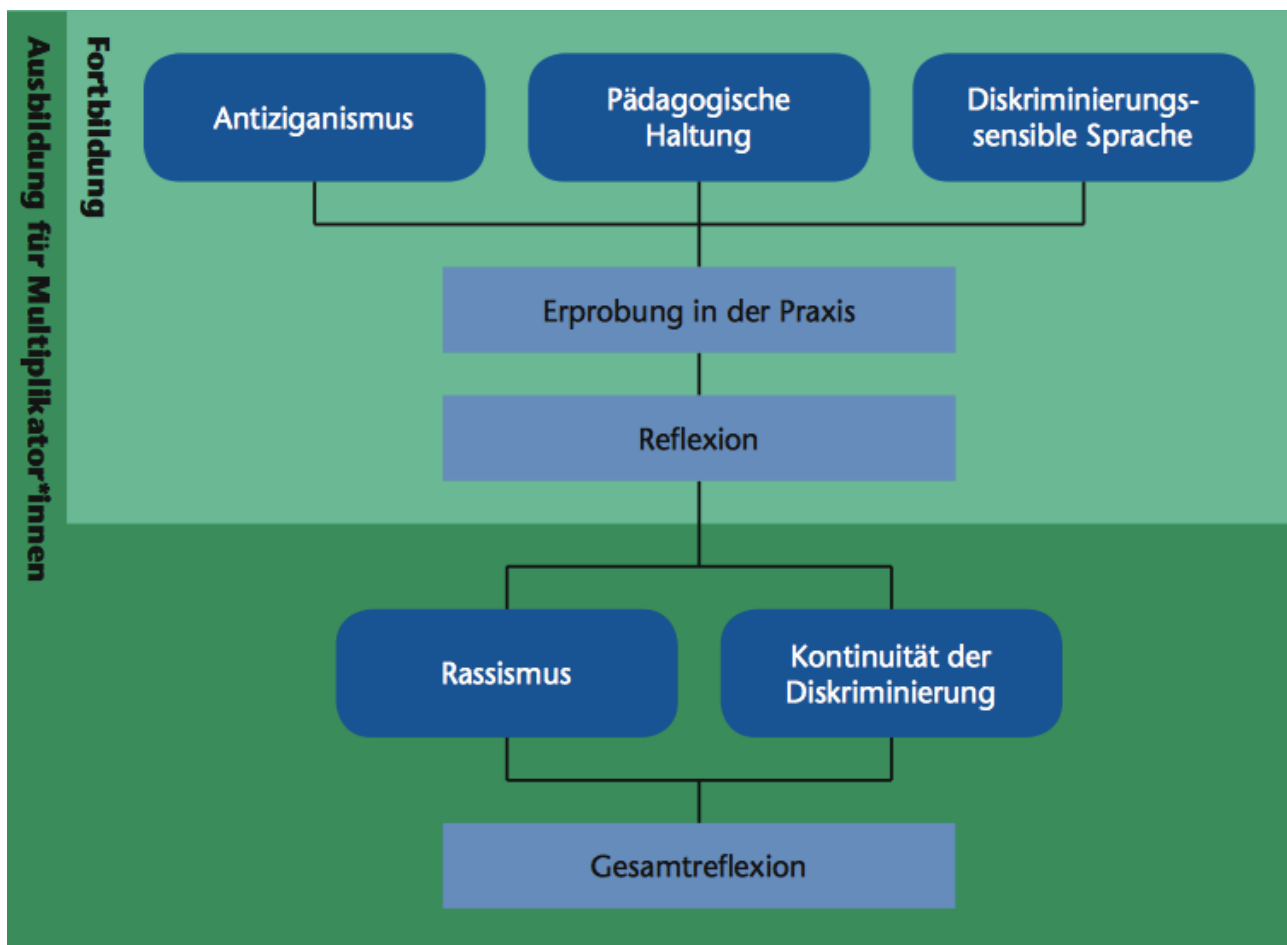 Ausbildung für Multiplikator*innen
Fortbildung
Antiziganismus
Pädagogische
Haltung
Diskriminierungs-
sensible Sprache
Erprobung in der Praxis
Reflexion
Rassismus
Kontinuität der
Diskriminierung
Gesamtreflexion